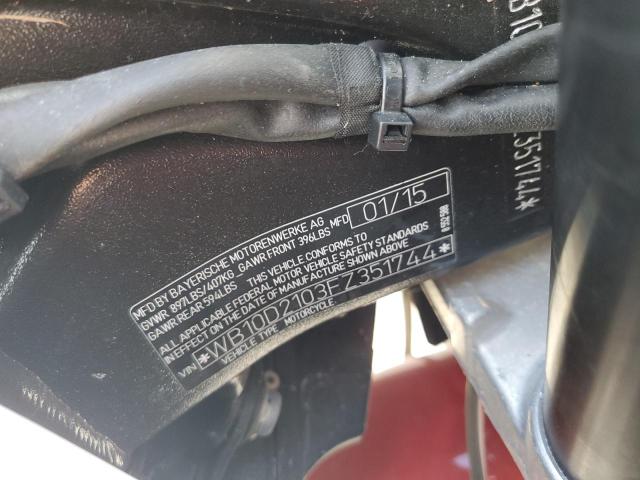 MFD BY BAYERISCHE MOTORENWERKE AG MFD 01/15
GVWR 897LBS/407KG GAWR FRONT 396LBS
GAWR REAR 594LBS THIS VEHICLE CONFORMS TO
ALL APPLICABLE FEDERAL MOTOR VEHICLE SAFETY STANDARDS
IN EFFECT ON THE DATE OF MANUFACTURE SHOWN ABOVE
VIN *WB10D2103FZ351744*
VEHICLE TYPE MOTORCYCLE
B10
Z351744*